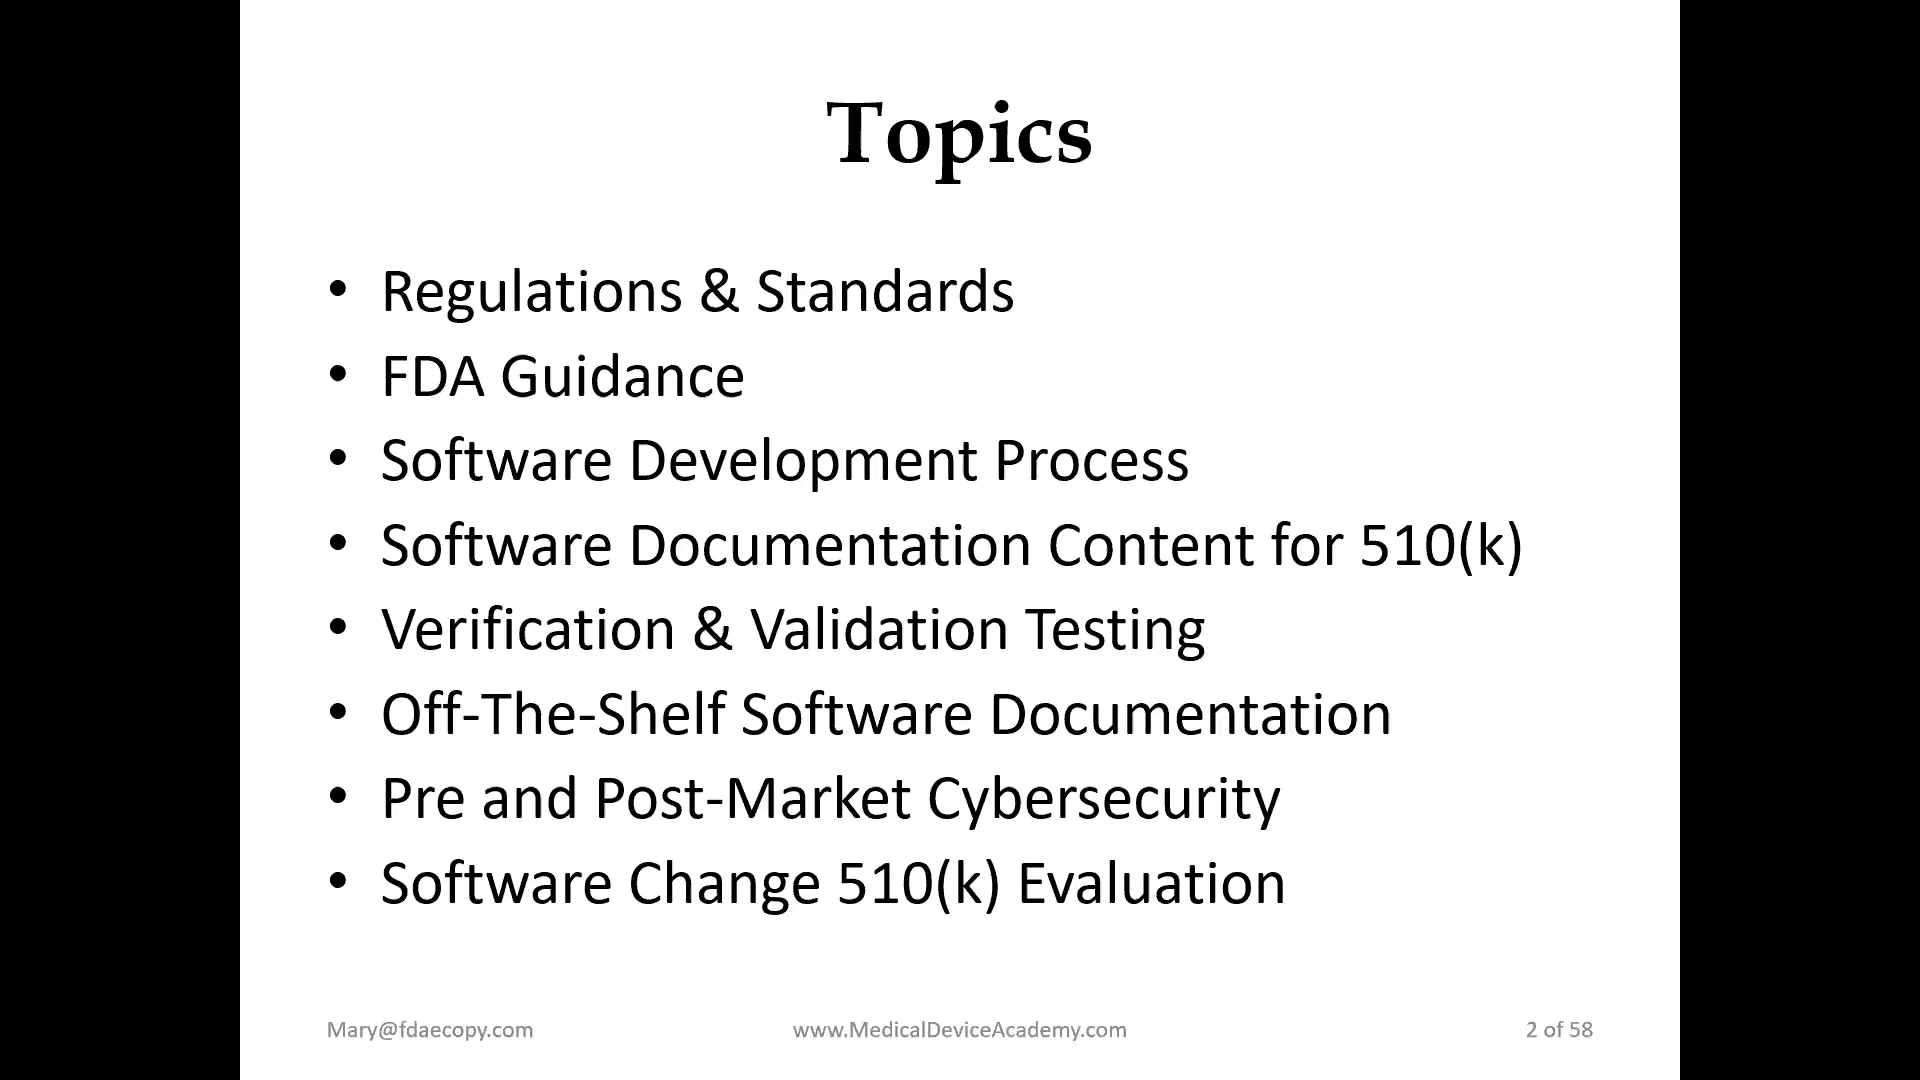 Topics
• Regulations & Standards
• FDA Guidance
• Software Development Process
• Software Documentation Content for 510(k)
• Verification & Validation Testing
• Off-The-Shelf Software Documentation
• Pre and Post-Market Cybersecurity
• Software Change 510(k) Evaluation
Mary@fdaecopy.com www.MedicalDeviceAcademy.com 2 of 58